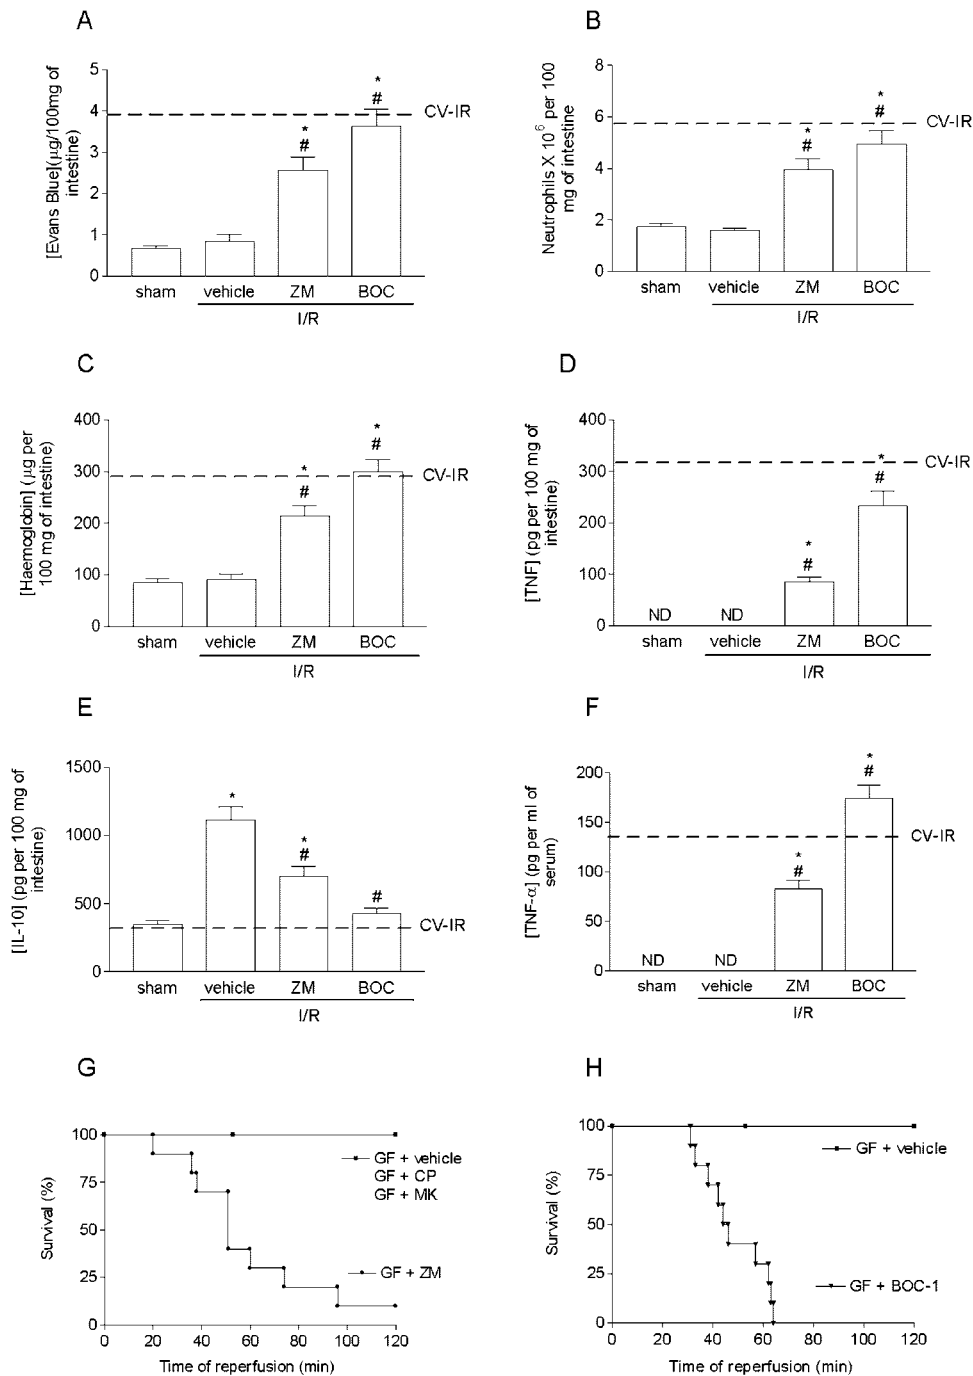 A
[Evans Blue](µg/100mg of
intestine)
5
4
3
2
1
0
*
#
*
#
CV-IR
sham
vehicle
ZM
BOC
I/R
B
Neutrophils X 10^6 per 100
mg of intestine
8
6
4
2
0
*
#
*
#
CV-IR
sham
vehicle
ZM
BOC
I/R
C
[Haemoglobin] (µg per
100 mg of intestine)
400
300
200
100
0
*
#
*
#
CV-IR
sham
vehicle
ZM
BOC
I/R
D
[TNF] (pg per 100 mg of
intestine)
400
300
200
100
0
ND
ND
*
#
*
#
CV-IR
sham
vehicle
ZM
BOC
I/R
E
[IL-10] (pg per 100 mg of
intestine)
1500
1000
500
0
*
*
#
#
CV-IR
sham
vehicle
ZM
BOC
I/R
F
[TNF-α] (pg per ml of
serum)
200
150
100
50
0
ND
ND
*
#
*
#
CV-IR
sham
vehicle
ZM
BOC
I/R
G
Survival (%)
100
75
50
25
0
GF + vehicle
GF + CP
GF + MK
GF + ZM
0 20 40 60 80 100 120
Time of reperfusion (min)
H
Survival (%)
100
75
50
25
0
GF + vehicle
GF + BOC-1
0 20 40 60 80 100 120
Time of reperfusion (min)